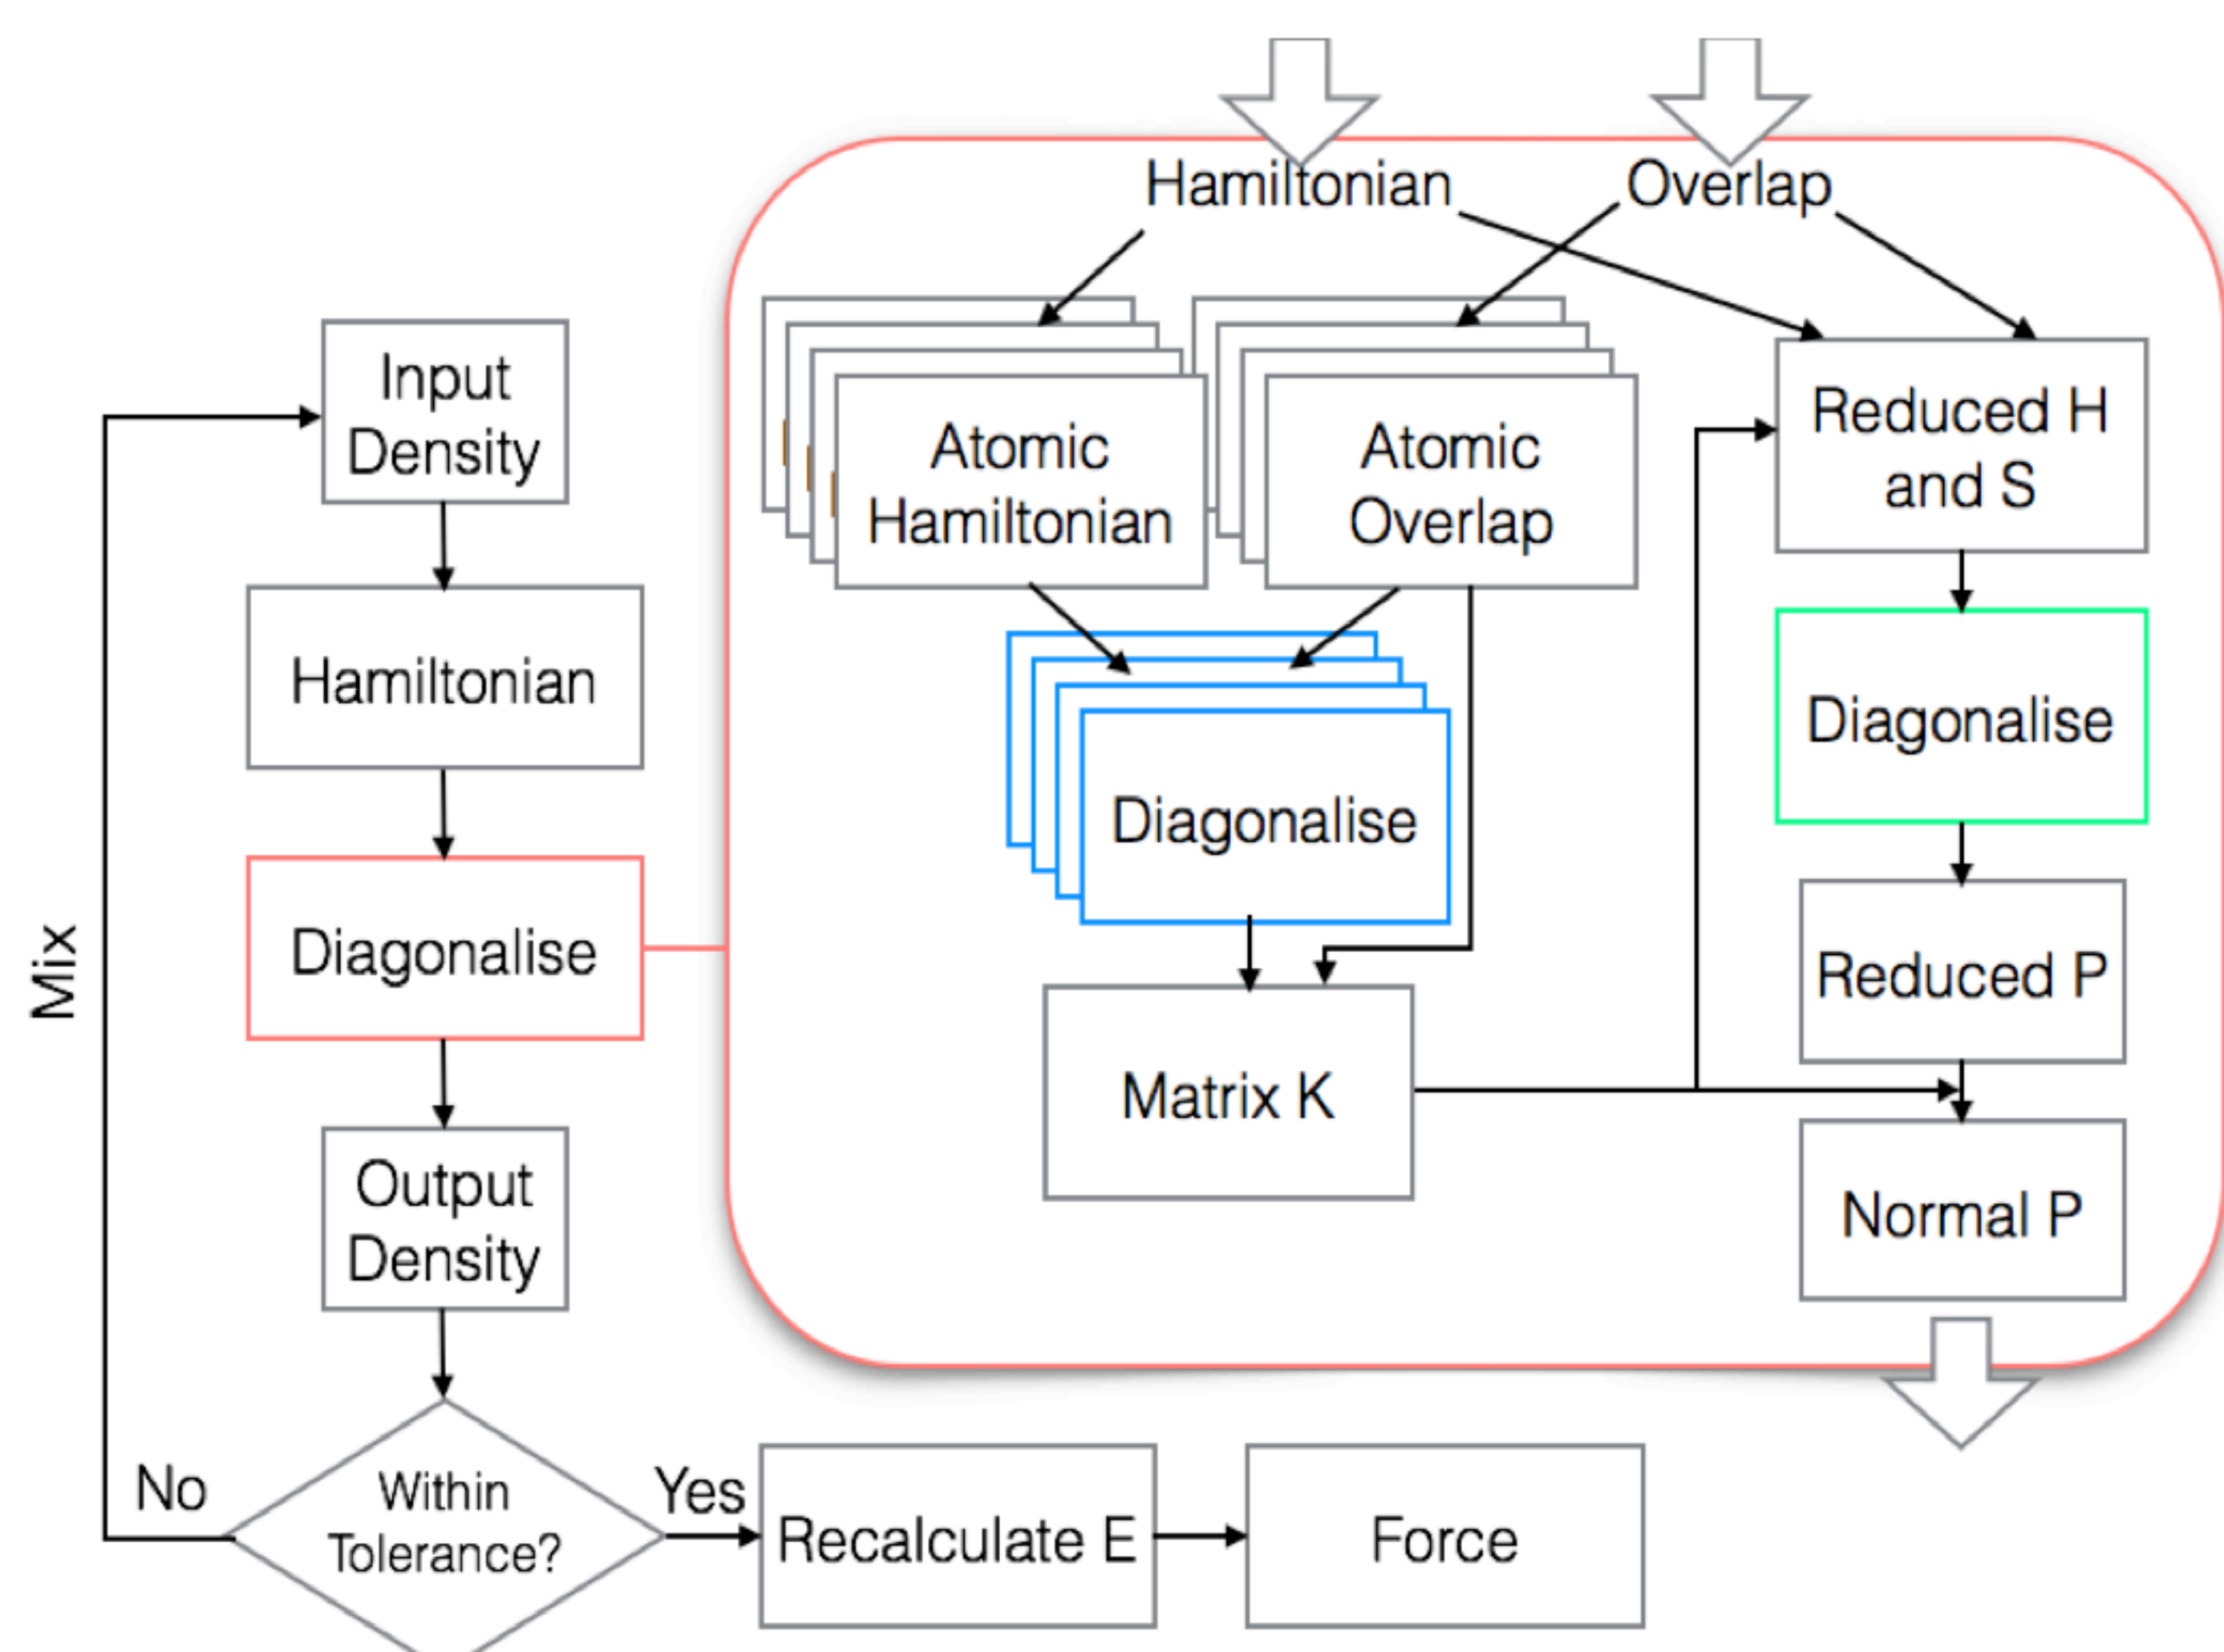 Hamiltonian
Overlap
Input
Density
Hamiltonian
Diagonalise
Output
Density
Within
Tolerance?
Mix
No
Yes
Recalculate E
Force
Atomic
Hamiltonian
Atomic
Overlap
Diagonalise
Matrix K
Reduced H
and S
Diagonalise
Reduced P
Normal P